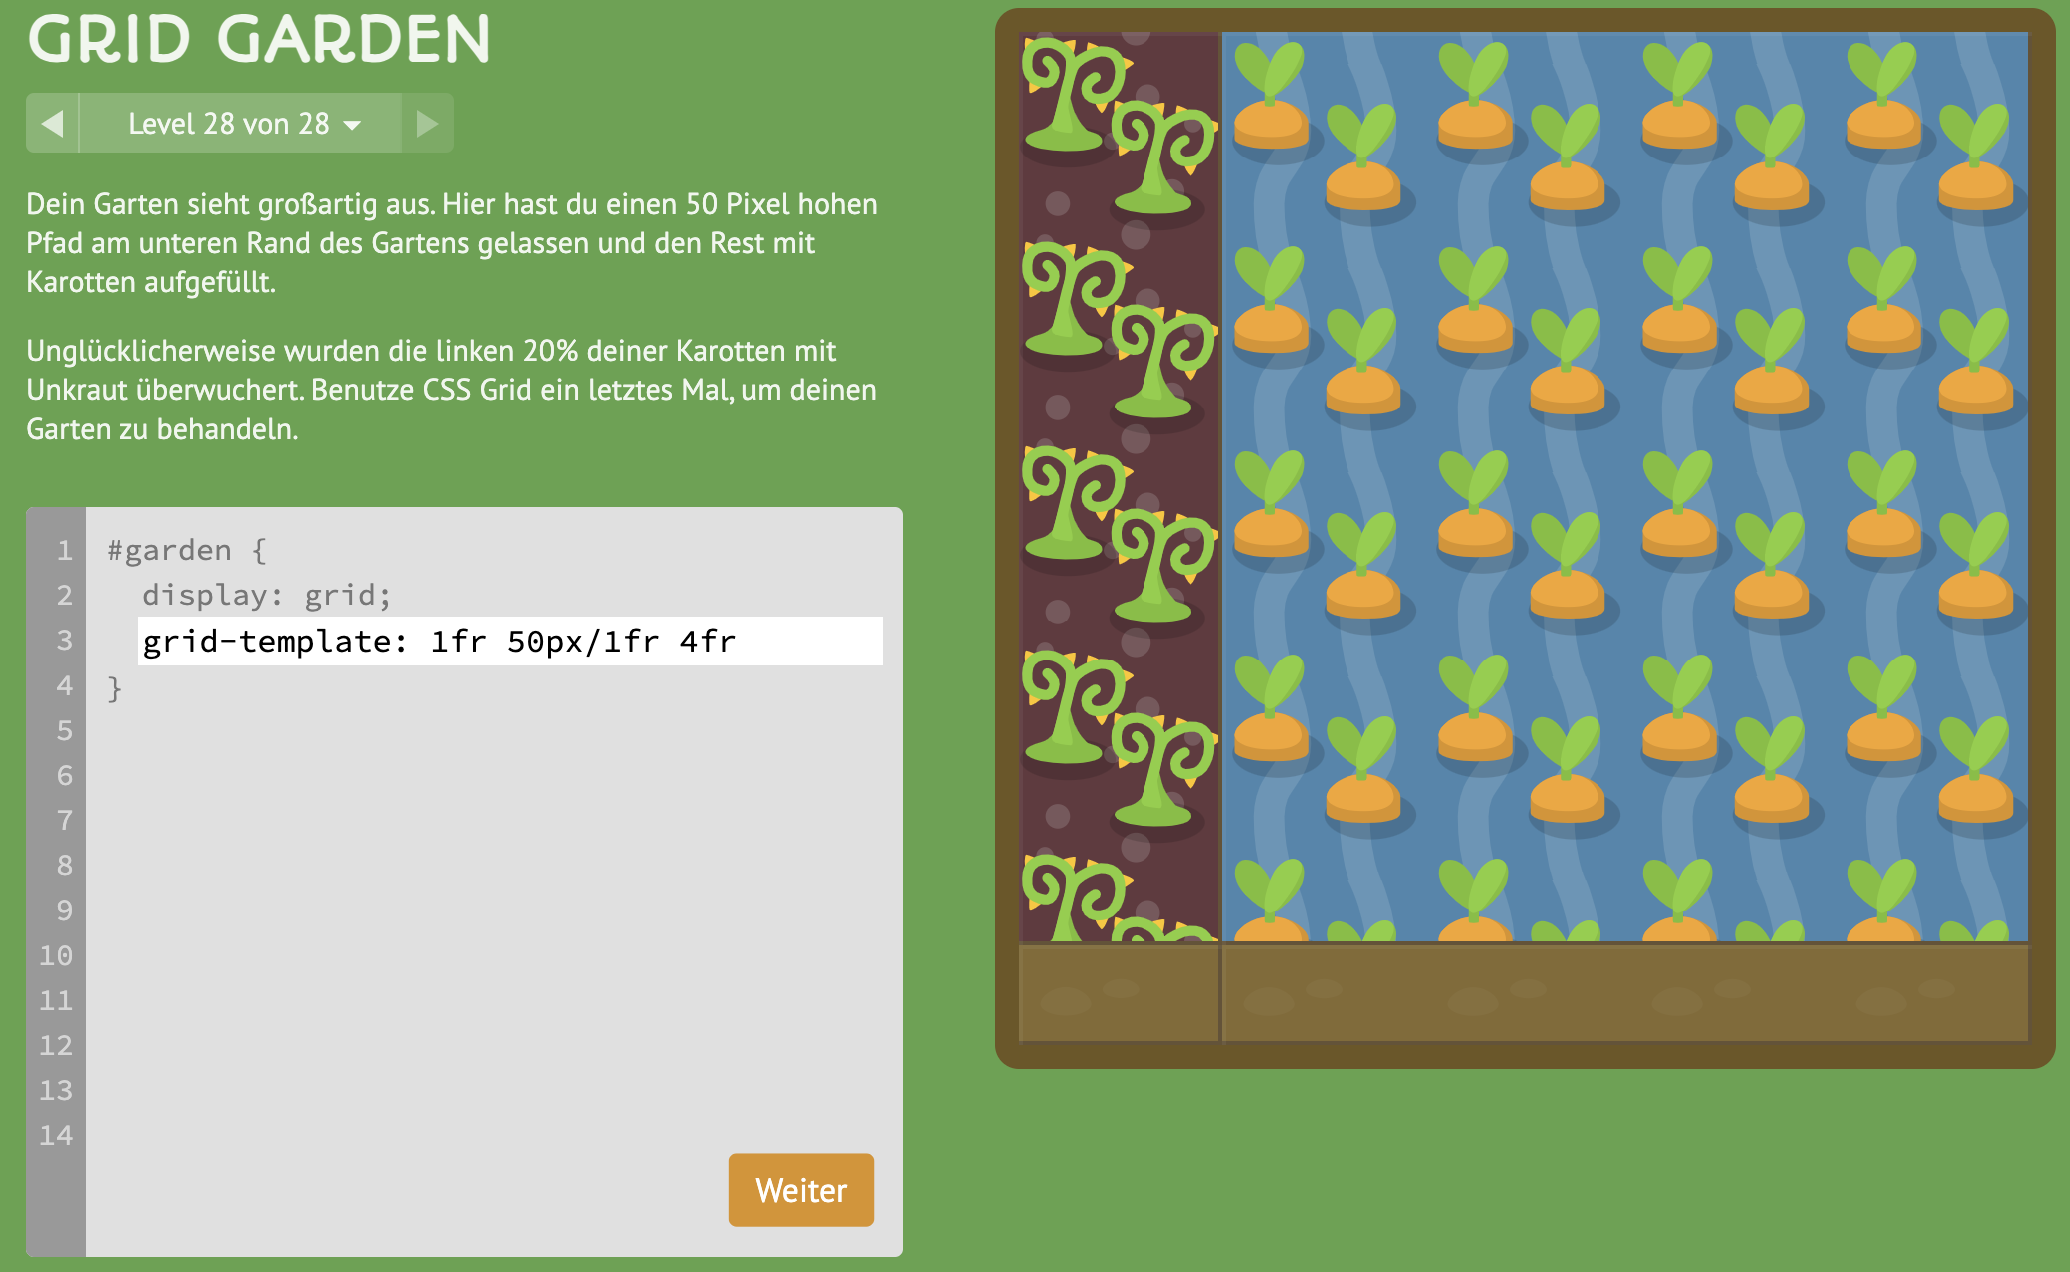 GRID GARDEN
Level 28 von 28
Dein Garten sieht großartig aus. Hier hast du einen 50 Pixel hohen
Pfad am unteren Rand des Gartens gelassen und den Rest mit
Karotten aufgefüllt.
Unglücklicherweise wurden die linken 20% deiner Karotten mit
Unkraut überwuchert. Benutze CSS Grid ein letztes Mal, um deinen
Garten zu behandeln.
1 #garden {
2 display: grid;
3 grid-template: 1fr 50px/1fr 4fr
4 }
5
6
7
8
9
10
11
12
13
14
Weiter